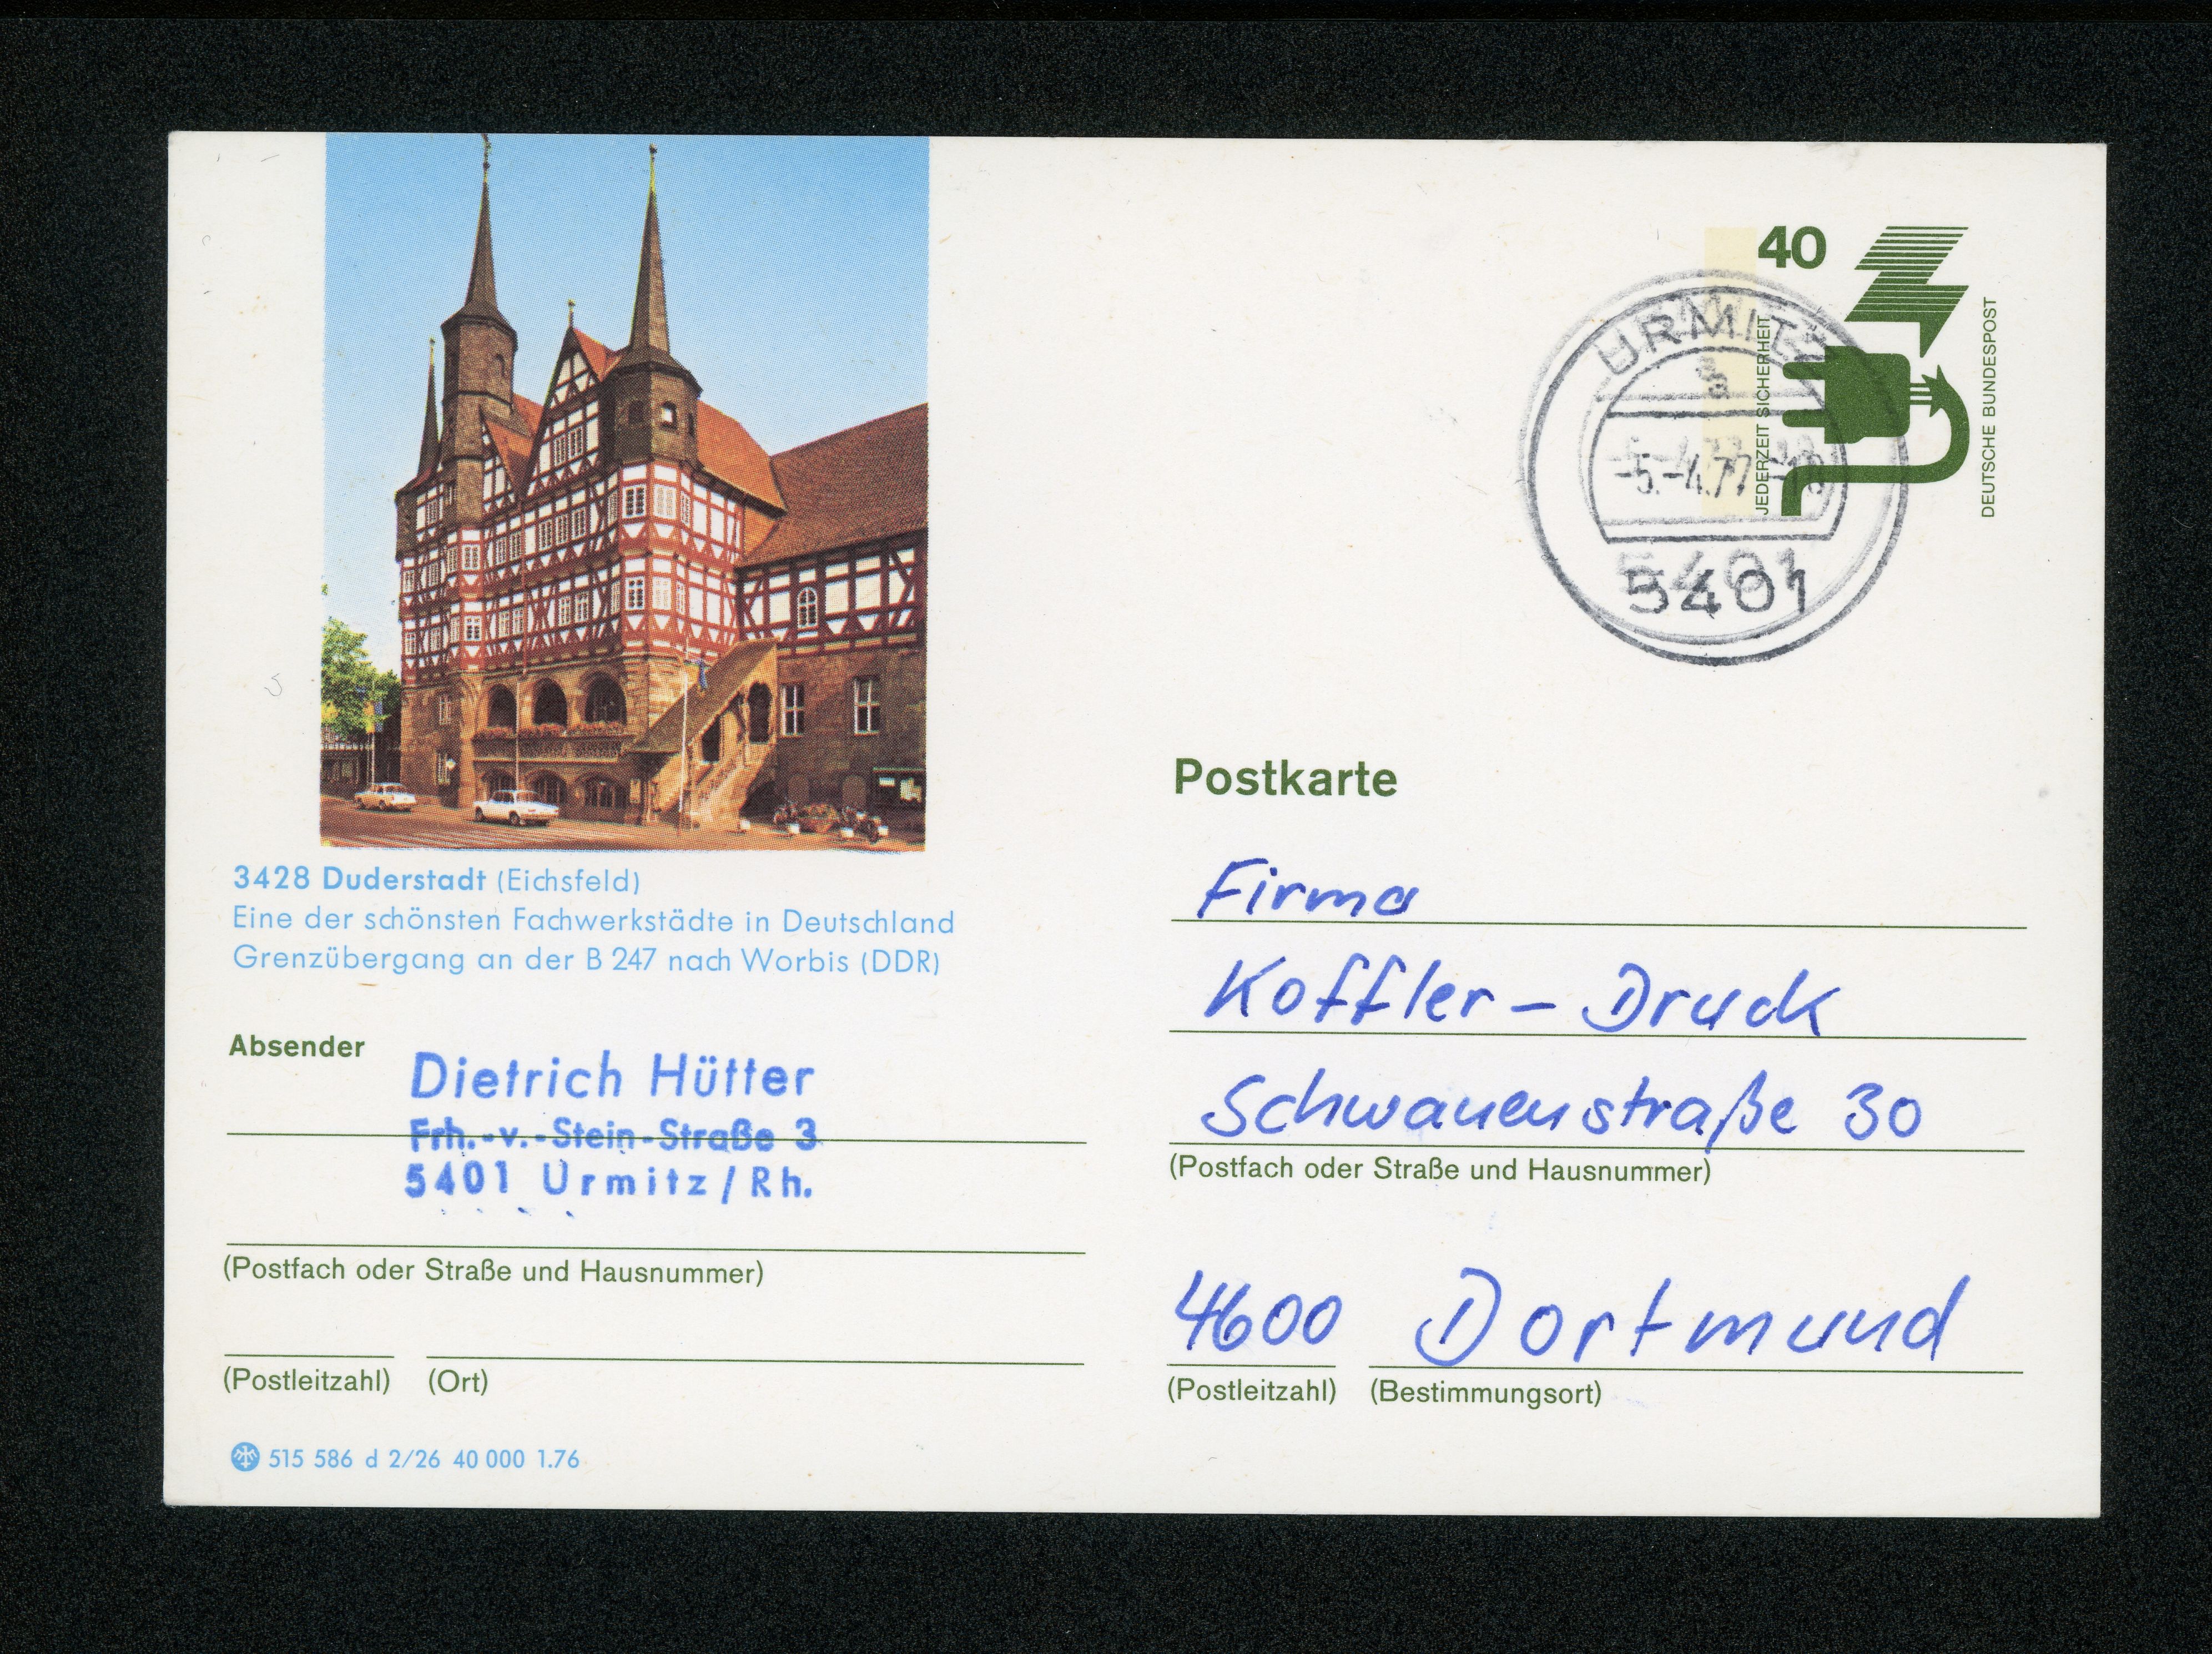 3428 Duderstadt (Eichsfeld)
Eine der schönsten Fachwerkstädte in Deutschland
Grenzübergang an der B 247 nach Worbis (DDR)
Absender
Dietrich Hütter
Frh.-v.-Stein-Straße 3
5401 Urmitz/Rh.
(Postfach oder Straße und Hausnummer)
(Postleitzahl) (Ort)
515 586 d 2/26 40 000 1.76
40
JEDERZEIT SICHERHEIT
DEUTSCHE BUNDESPOST
URMITZ
a
-5.-4.77-18
5401
Postkarte
Firma
Koffler - Druck
Schwanenstraße 30
(Postfach oder Straße und Hausnummer)
4600 Dortmund
(Postleitzahl) (Bestimmungsort)